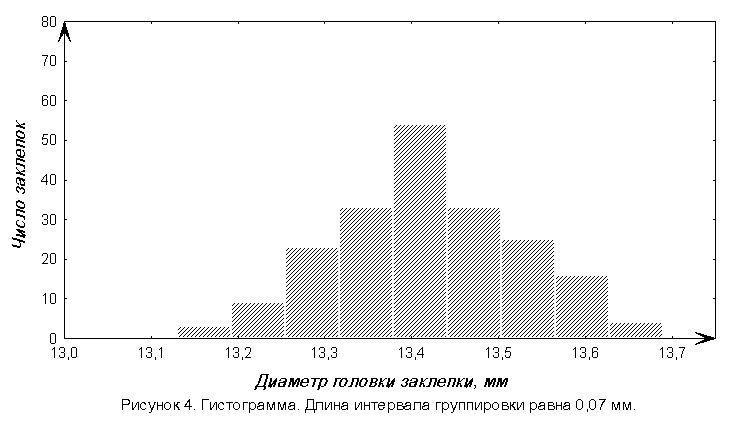 80
70
60
50
40
30
20
10
0
Число заклепок
13,0 13,1 13,2 13,3 13,4 13,5 13,6 13,7
Диаметр головки заклепки, мм
Рисунок 4. Гистограмма. Длина интервала группировки равна 0,07 мм.